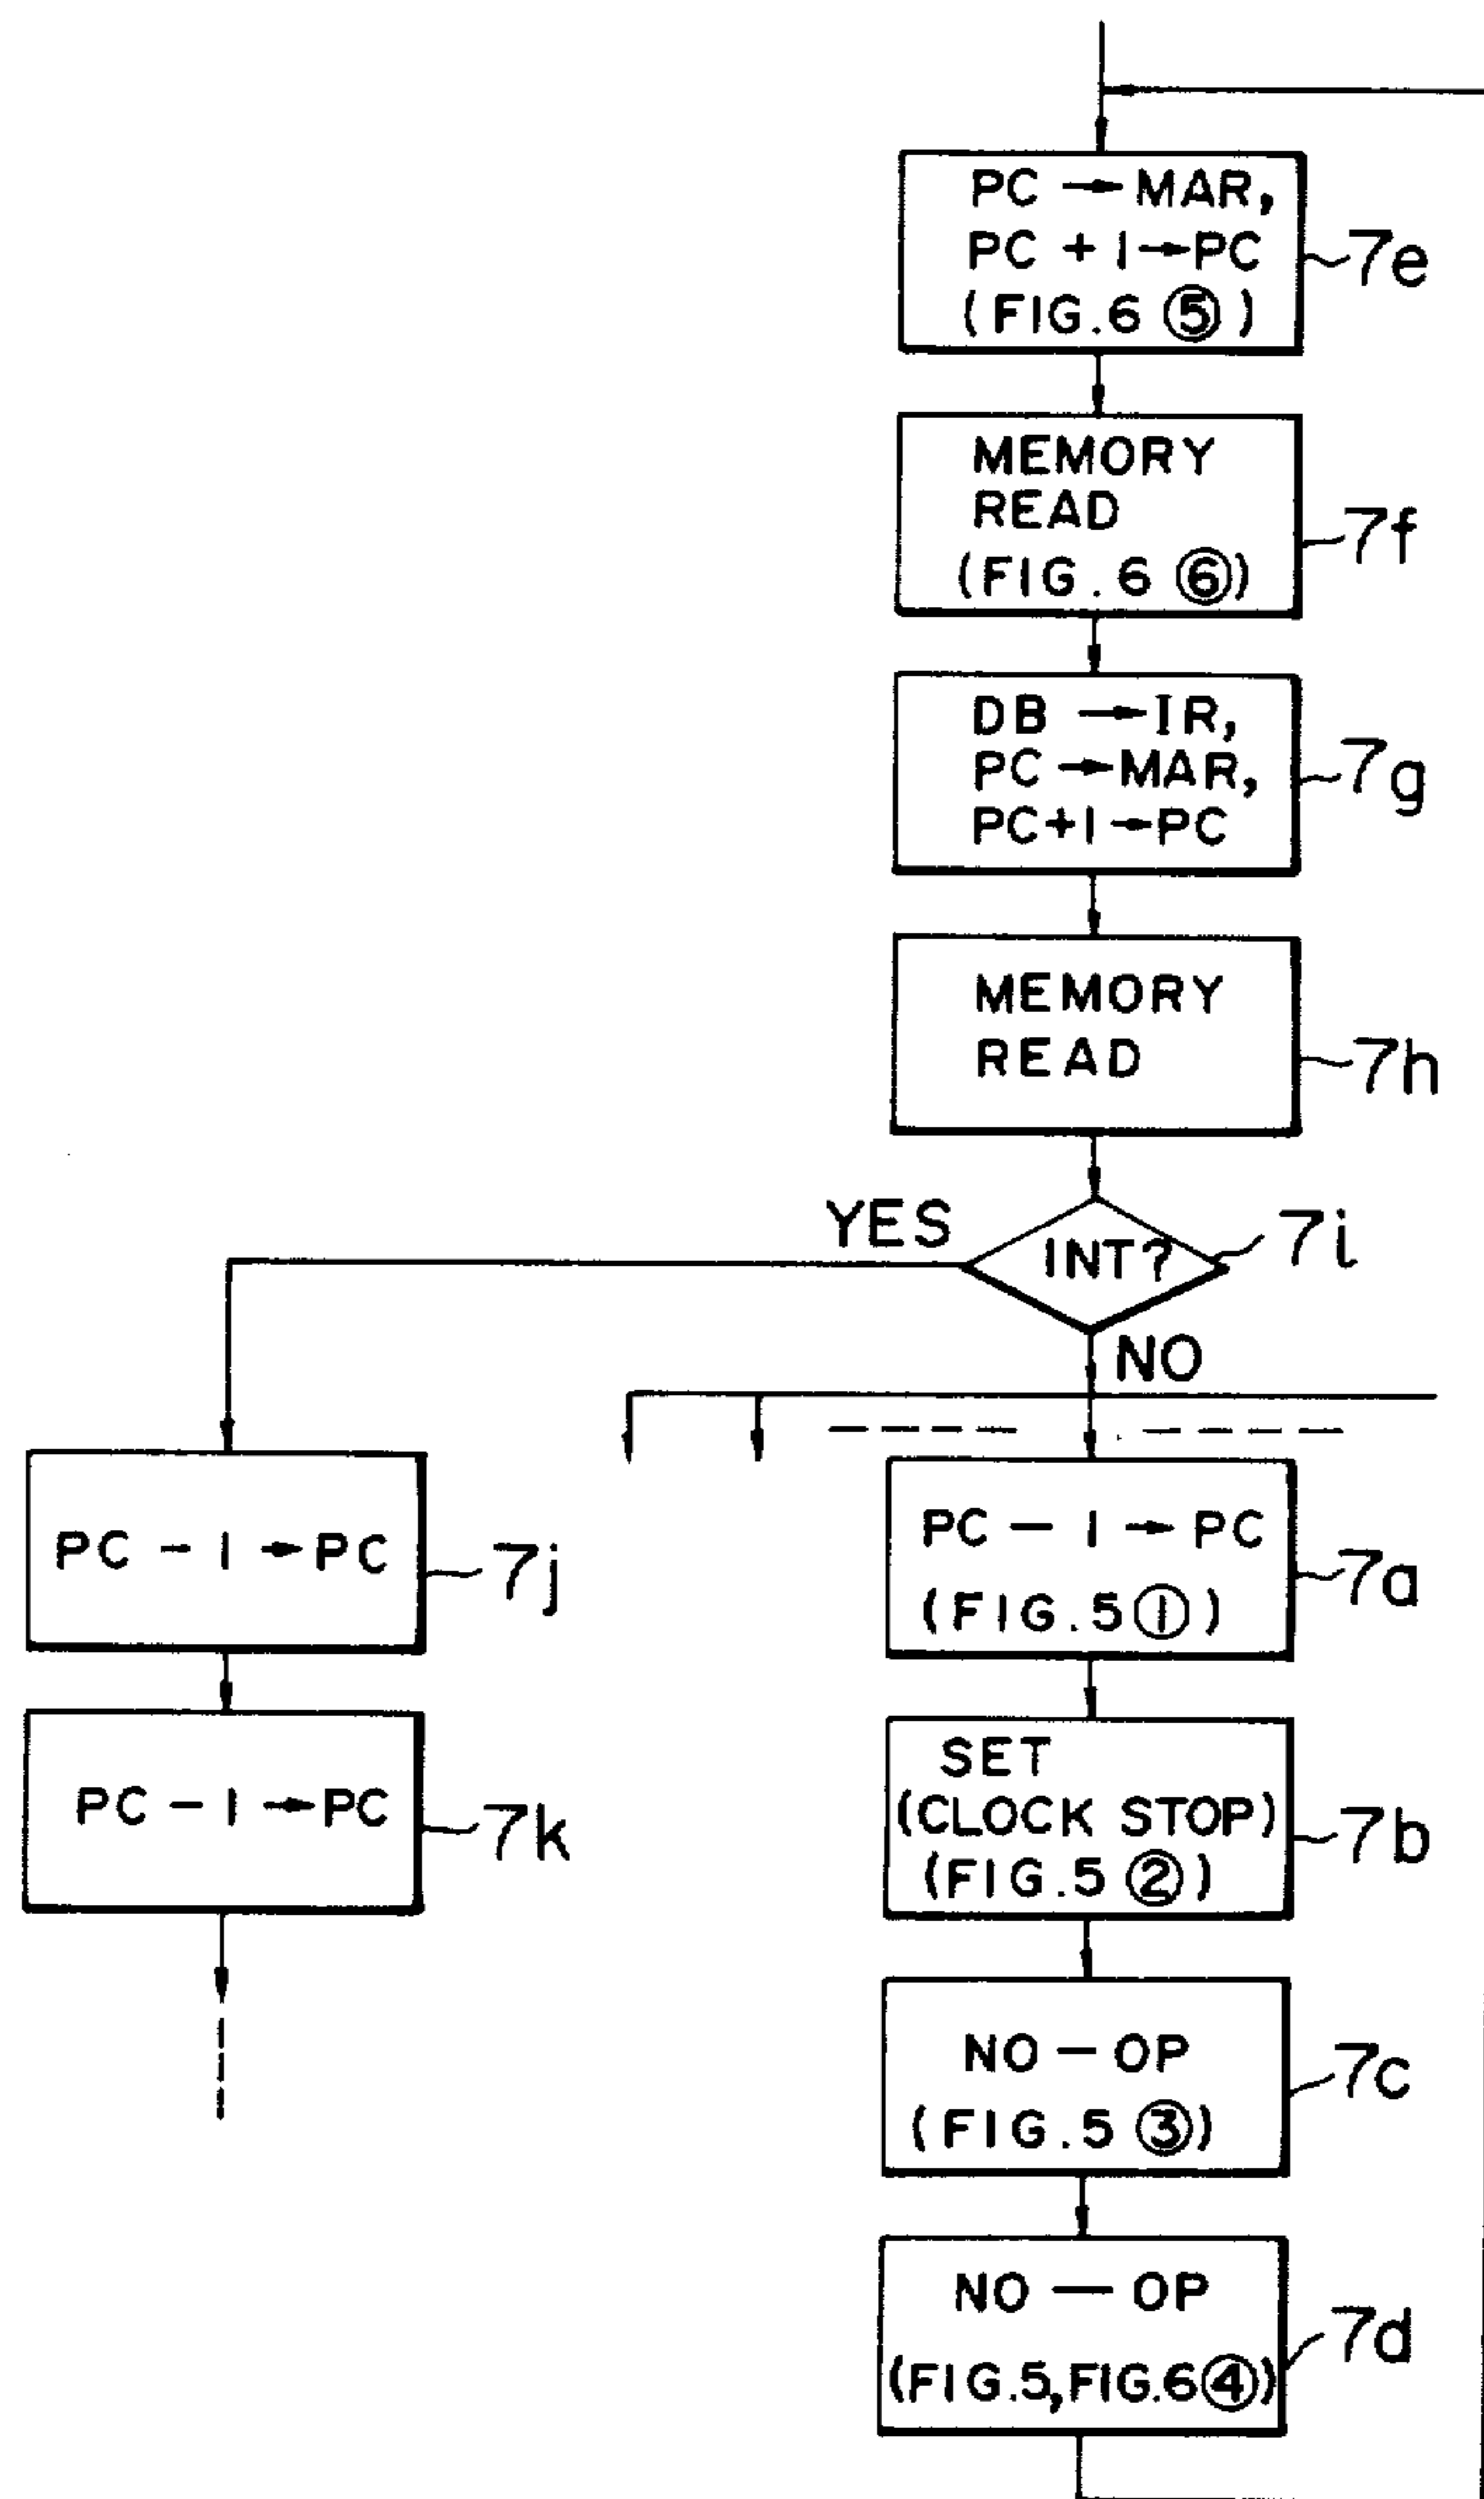 PC → MAR,
PC + 1 → PC
(FIG.6 ⑤)
7e
MEMORY
READ
(FIG.6 ⑥)
7f
DB → IR,
PC → MAR,
PC+1 → PC
7g
MEMORY
READ
7h
YES
INT?
7i
NO
PC - 1 → PC
7j
PC - 1 → PC
(FIG.5 ①)
7a
PC - 1 → PC
7k
SET
(CLOCK STOP)
(FIG.5 ②)
7b
NO - OP
(FIG.5 ③)
7c
NO - OP
(FIG.5, FIG.6 ④)
7d